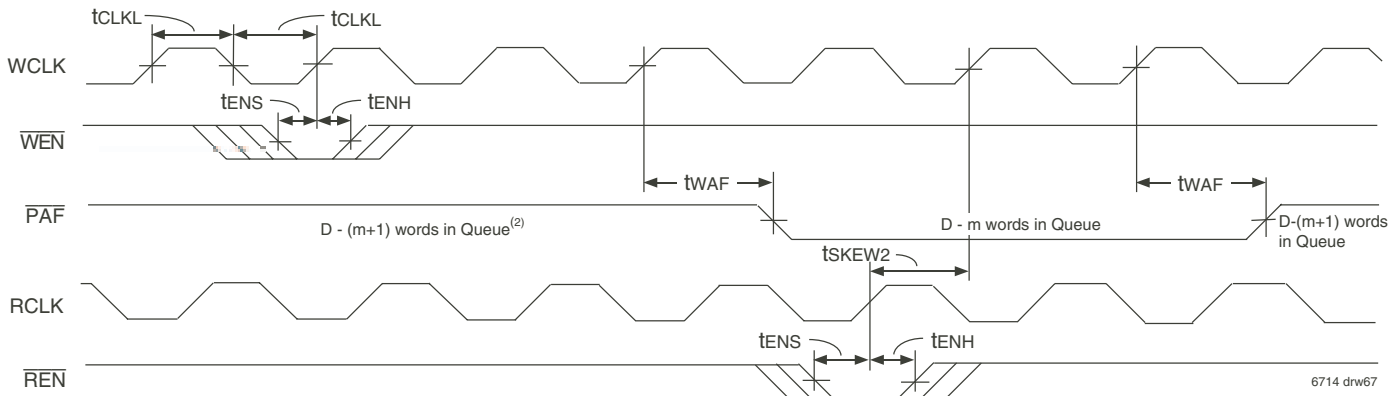 tCLKL
tCLKL
WCLK
tENS
tENH
WEN
tWAF
tWAF
PAF
D - (m+1) words in Queue(2)
D - m words in Queue
D-(m+1) words
in Queue
tSKEW2
RCLK
tENS
tENH
REN
6714 drw67